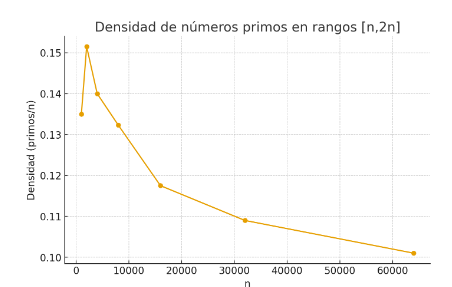 Densidad de números primos en rangos [n,2n]
0.15
0.14
0.13
0.12
0.11
0.10
Densidad (primos/n)
0 10000 20000 30000 40000 50000 60000
n